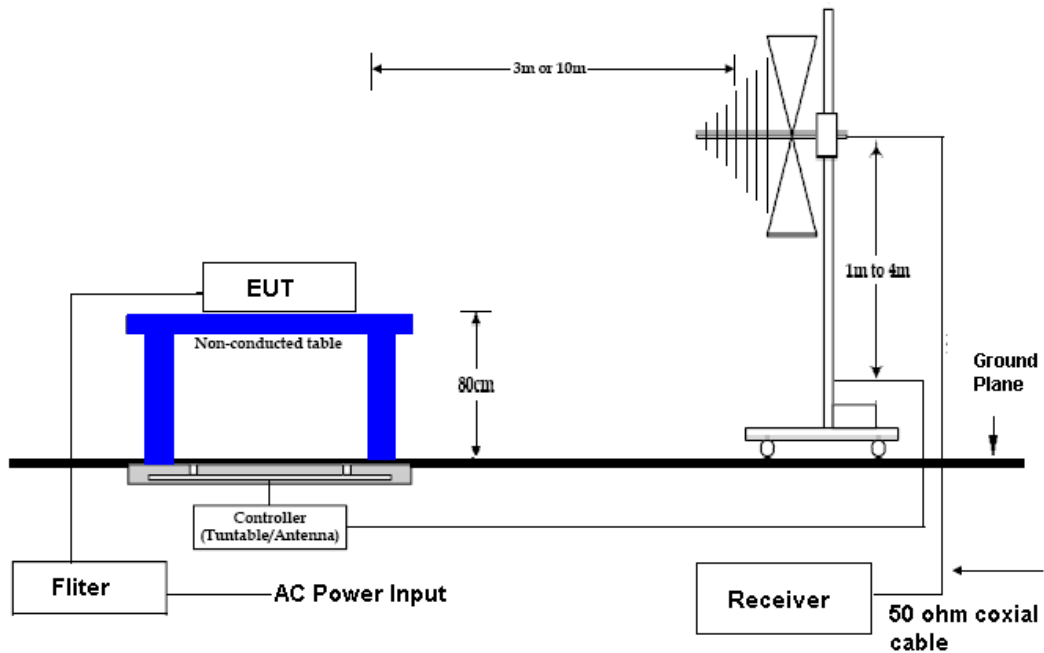 3m or 10m
EUT
Non-conducted table
80cm
1m to 4m
Ground
Plane
Controller
(Tuntable/Antenna)
Fliter
AC Power Input
Receiver
50 ohm coxial
cable